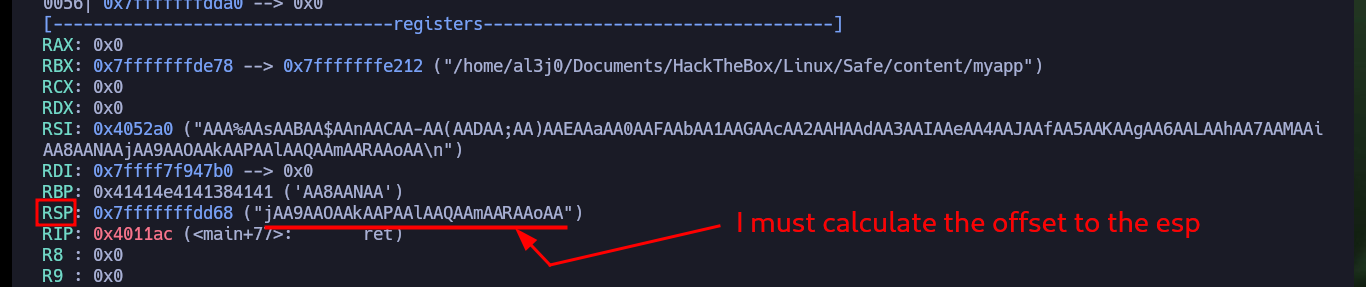 0056| 0x7fffffffdda0 --> 0x0
[----------------------------------registers-----------------------------------]
RAX: 0x0
RBX: 0x7fffffffde78 --> 0x7fffffffe212 ("/home/al3j0/Documents/HackTheBox/Linux/Safe/content/myapp")
RCX: 0x0
RDX: 0x0
RSI: 0x4052a0 ("AAA%AAsAABAA$AAnAACAA-AA(AADAA;AA)AAEAAaAA0AAFAAbAA1AAGAAcAA2AAHAAdAA3AAIAAeAA4AAJAAfAA5AAKAAgAA6AALAAhAA7AAMAAi
AA8AANAAjAA9AAOAAkAAPAAlAAQAAmAARAAoAA\n")
RDI: 0x7ffff7f947b0 --> 0x0
RBP: 0x41414e4141384141 ('AA8AANAA')
RSP: 0x7fffffffdd68 ("jAA9AAOAAkAAPAAlAAQAAmAARAAoAA")
I must calculate the offset to the esp
RIP: 0x4011ac (<main+77>: ret)
R8 : 0x0
R9 : 0x0